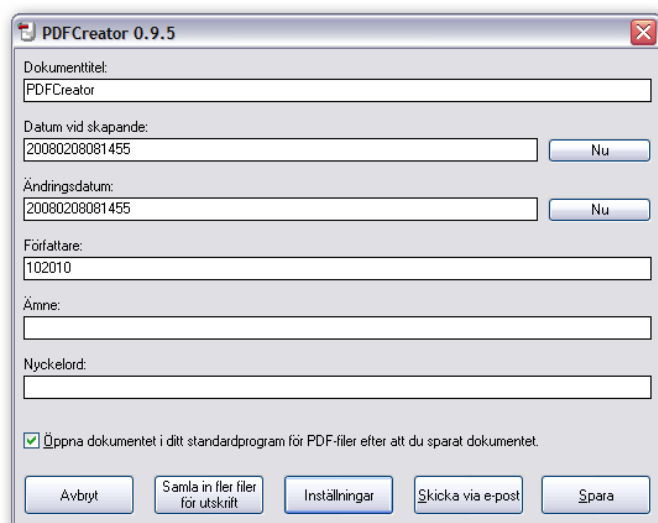 PDFCreator 0.9.5
Dokumenttitel:
PDFCreator
Datum vid skapande:
20080208081455
Nu
Ändringsdatum:
20080208081455
Nu
Författare:
102010
Ämne:
Nyckelord:
Öppna dokumentet i ditt standardprogram för PDF-filer efter att du sparat dokumentet.
Avbryt
Samla in fler filer
för utskrift
Inställningar
Skicka via e-post
Spara